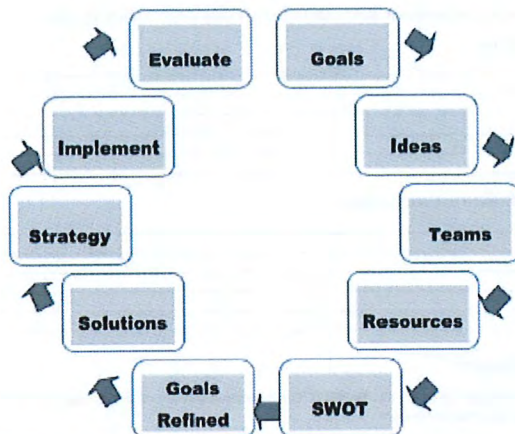 Evaluate
Goals
Ideas
Teams
Resources
SWOT
Goals
Refined
Solutions
Strategy
Implement